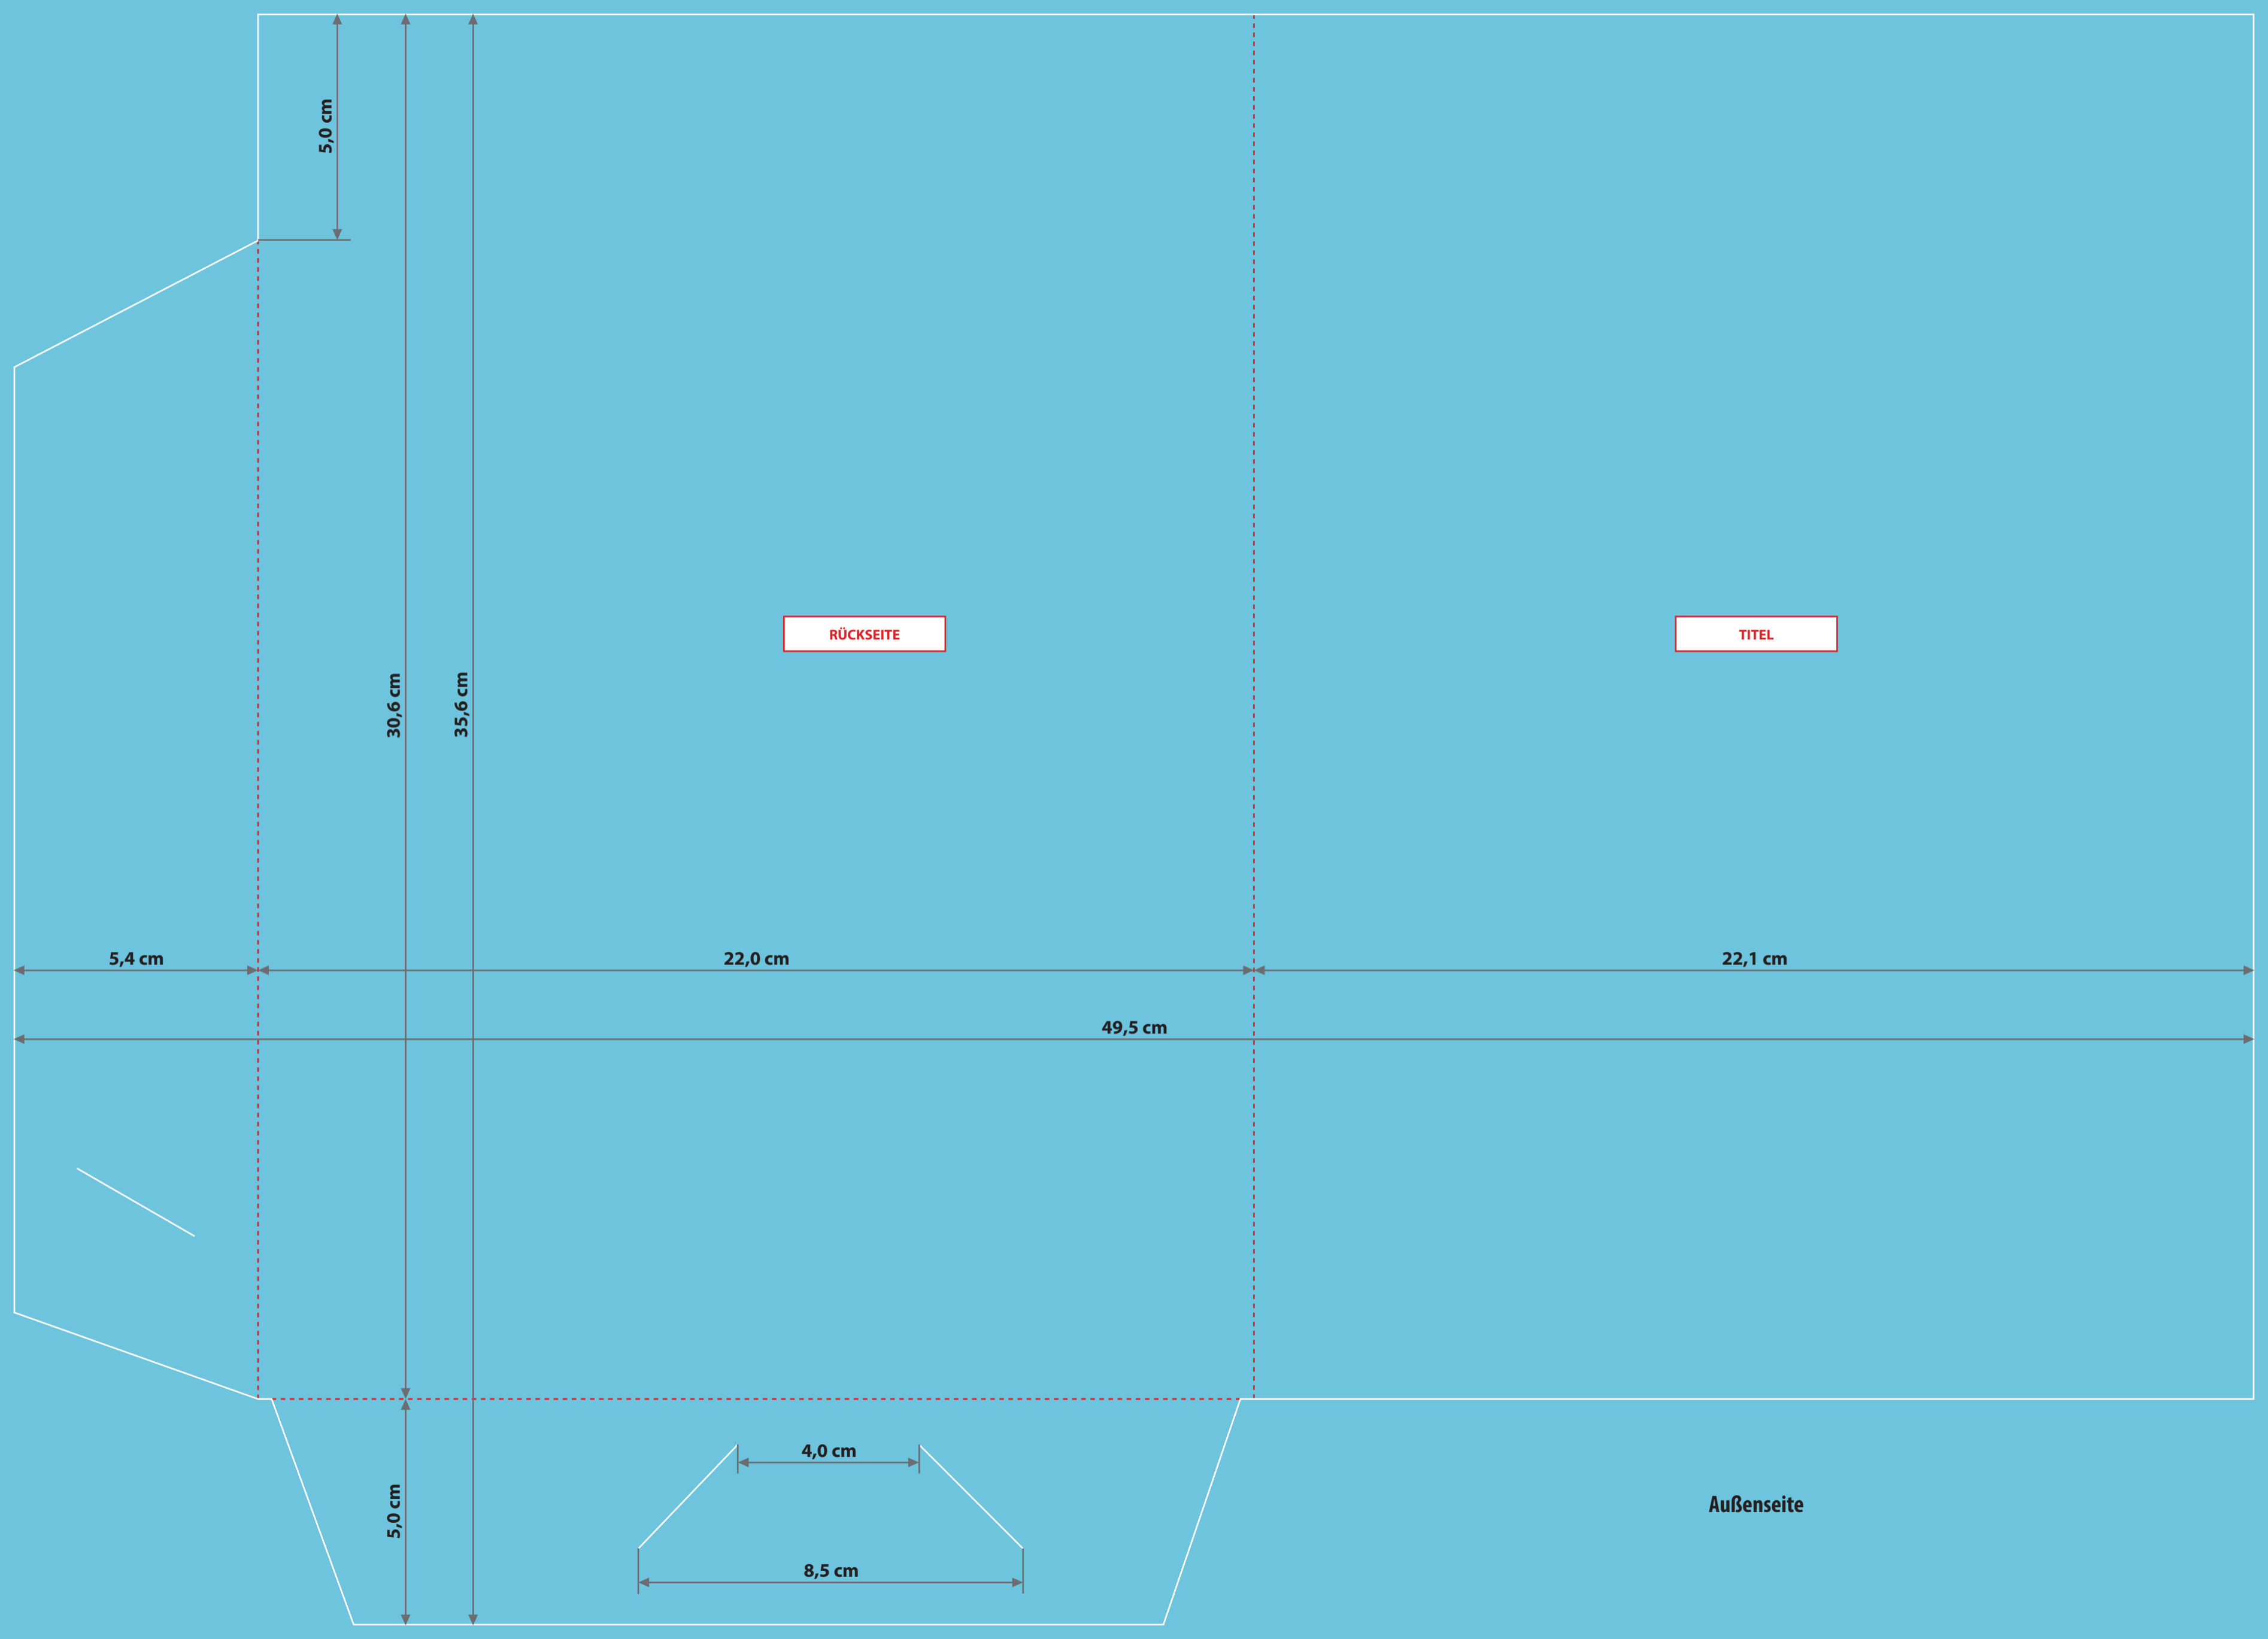 5,0 cm
RÜCKSEITE
TITEL
30,6 cm
35,6 cm
5,4 cm
22,0 cm
22,1 cm
49,5 cm
4,0 cm
5,0 cm
Außenseite
8,5 cm